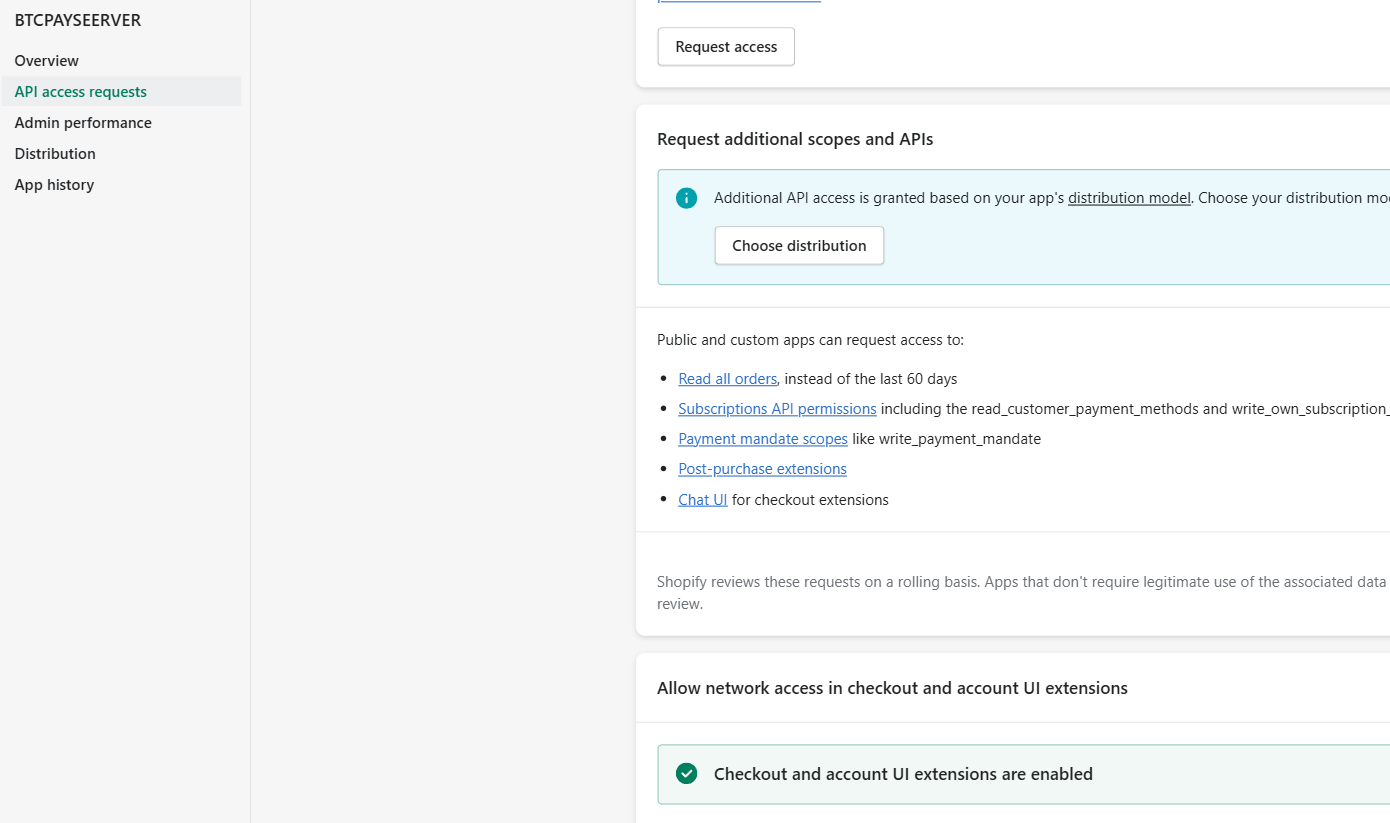 BTCPAYSEERVER
Overview
API access requests
Admin performance
Distribution
App history
Request access
Request additional scopes and APIs
Additional API access is granted based on your app's distribution model. Choose your distribution
Choose distribution
Public and custom apps can request access to:
Read all orders, instead of the last 60 days
Subscriptions API permissions including the read_customer_payment_methods and write_own_subscription_
Payment mandate scopes like write_payment_mandate
Post-purchase extensions
Chat UI for checkout extensions
Shopify reviews these requests on a rolling basis. Apps that don't require legitimate use of the associated data
review.
Allow network access in checkout and account UI extensions
Checkout and account UI extensions are enabled